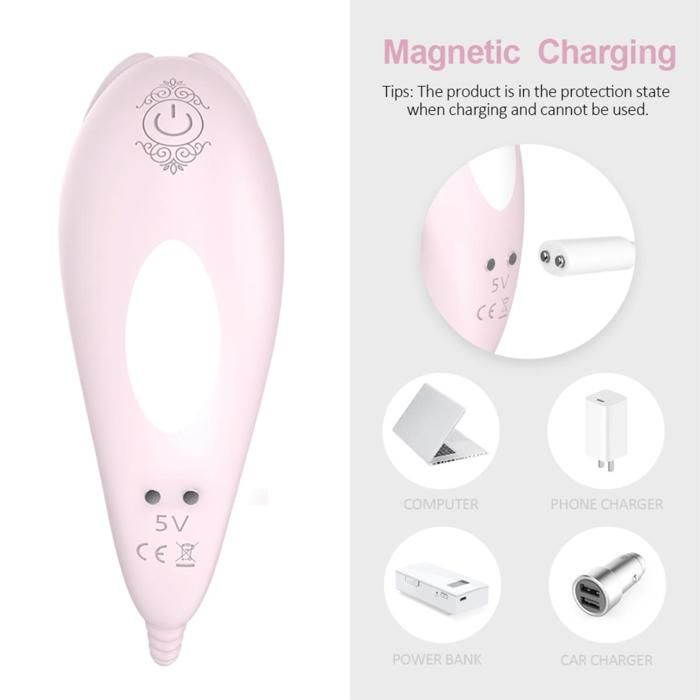 Magnetic Charging
Tips: The product is in the protection state
when charging and cannot be used.
5V
CE
5V
CE
COMPUTER
PHONE CHARGER
POWER BANK
CAR CHARGER